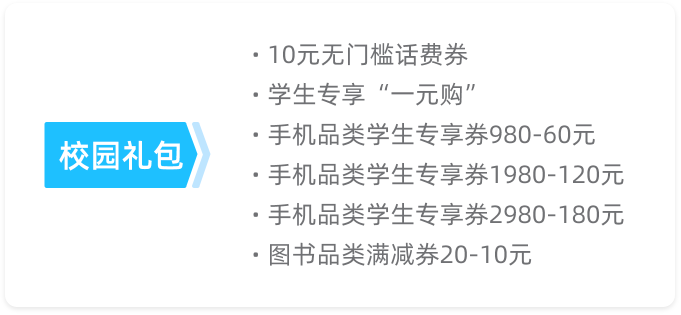 校园礼包
· 10元无门槛话费券
· 学生专享“一元购”
· 手机品类学生专享券980-60元
· 手机品类学生专享券1980-120元
· 手机品类学生专享券2980-180元
· 图书品类满减券20-10元